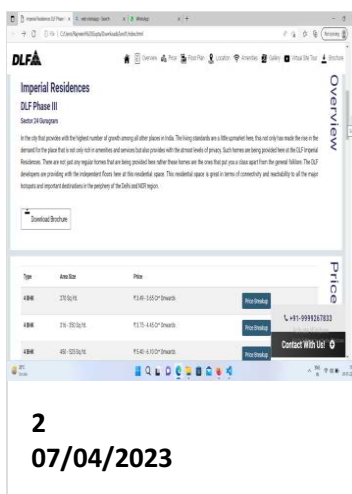 DLF
Overview
Price
Floor Plan
Location
Amenities
Gallery
Virtual Site Tour
Brochure
Imperial Residences
DLF Phase III
Sector 24 Gurugram
Overview
In the city that provides with the highest number of growth among all other places in India. The living standards are a little upmarket here, this not only has made the rise in the
demand for the place that is not only rich in amenities and services but also provides with the utmost levels of privacy. Such homes are being provided here at the DLF Imperial
Residences. There are not just any regular homes that are being provided here rather these homes are the ones that put you a class apart from the general folklore. The DLF
developers are providing with the independent floors here at this residential space. This residential space is great in terms of connectivity and reachability to all the major
hotspots and important destinations in the periphery of the Delhi and NCR region.
Download Brochure
Price
Type Area Size Price
4 BHK 270 Sq.Yd. Price Breakup
+91-9999267833
4 BHK Price Breakup
Contact With Us!
4 BHK Price Breakup
2
07/04/2023